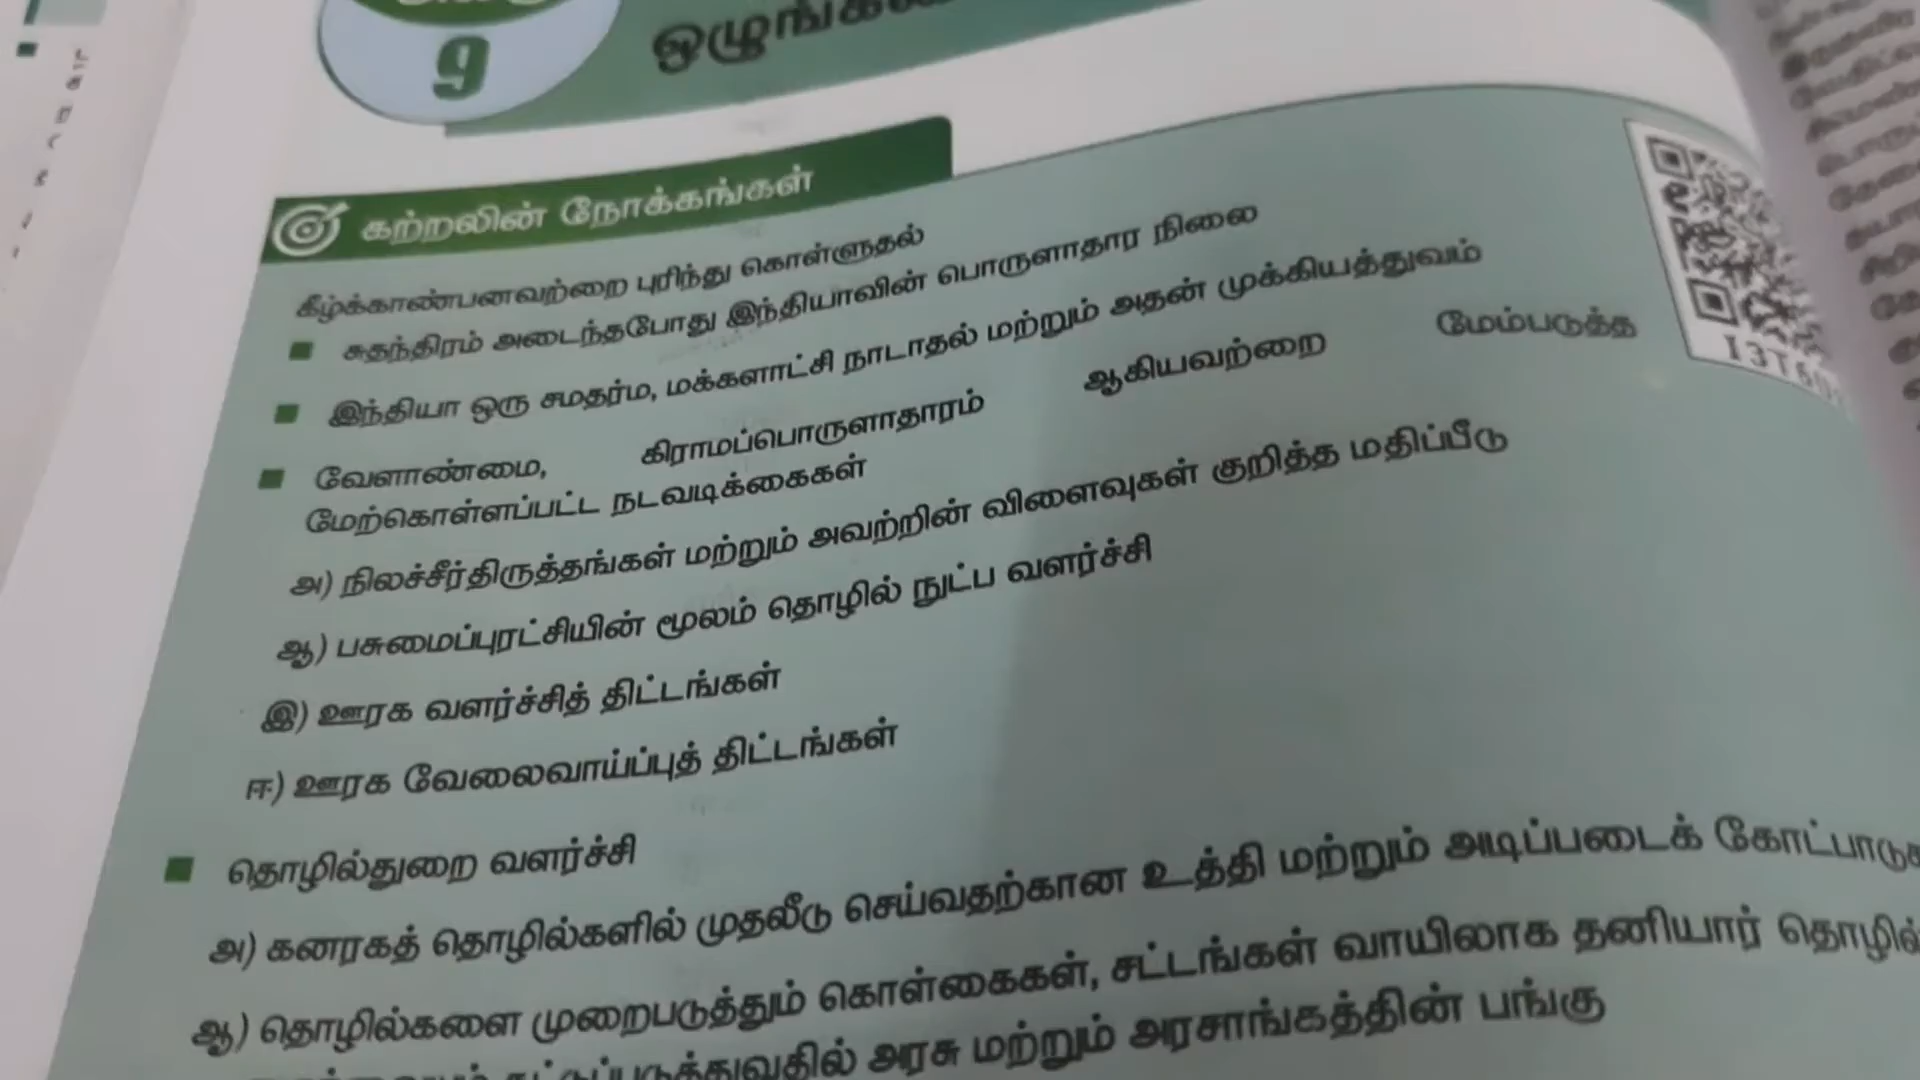 9
கற்றலின் நோக்கங்கள்
கீழ்க்காண்பனவற்றை புரிந்து கொள்ளுதல்
சுதந்திரம் அடைந்தபோது இந்தியாவின் பொருளாதார நிலை
இந்தியா ஒரு சமதர்ம, மக்களாட்சி நாடாதல் மற்றும் அதன் முக்கியத்துவம்
வேளாண்மை, கிராமப்பொருளாதாரம் ஆகியவற்றை மேம்படுத்த
மேற்கொள்ளப்பட்ட நடவடிக்கைகள்
அ) நிலச்சீர்திருத்தங்கள் மற்றும் அவற்றின் விளைவுகள் குறித்த மதிப்பீடு
ஆ) பசுமைப்புரட்சியின் மூலம் தொழில் நுட்ப வளர்ச்சி
இ) ஊரக வளர்ச்சித் திட்டங்கள்
ஈ) ஊரக வேலைவாய்ப்புத் திட்டங்கள்
தொழில்துறை வளர்ச்சி
அ) கனரகத் தொழில்களில் முதலீடு செய்வதற்கான உத்தி மற்றும் அடிப்படைக்
ஆ) தொழில்களை முறைபடுத்தும் கொள்கைகள், சட்டங்கள் வாயிலாக தனியார்
அரசு மற்றும் அரசாங்கத்தின் பங்கு